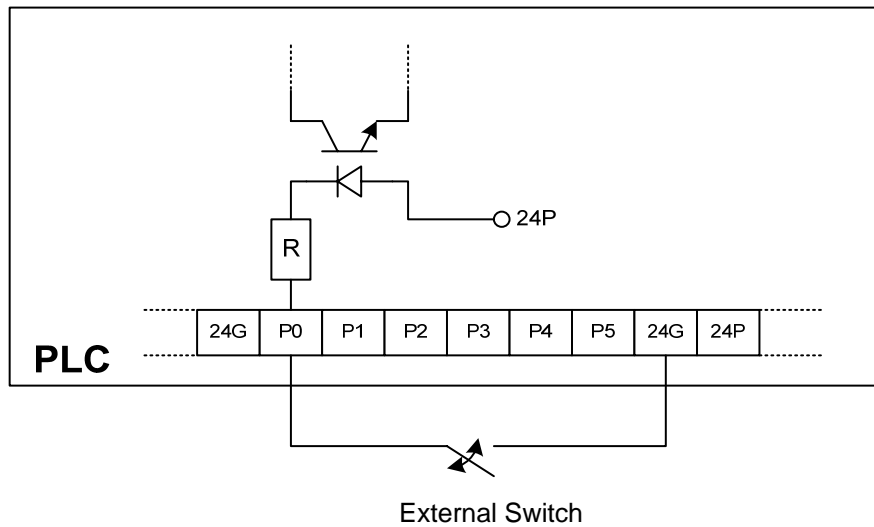 24P
R
24G P0 P1 P2 P3 P4 P5 24G 24P
PLC
External Switch